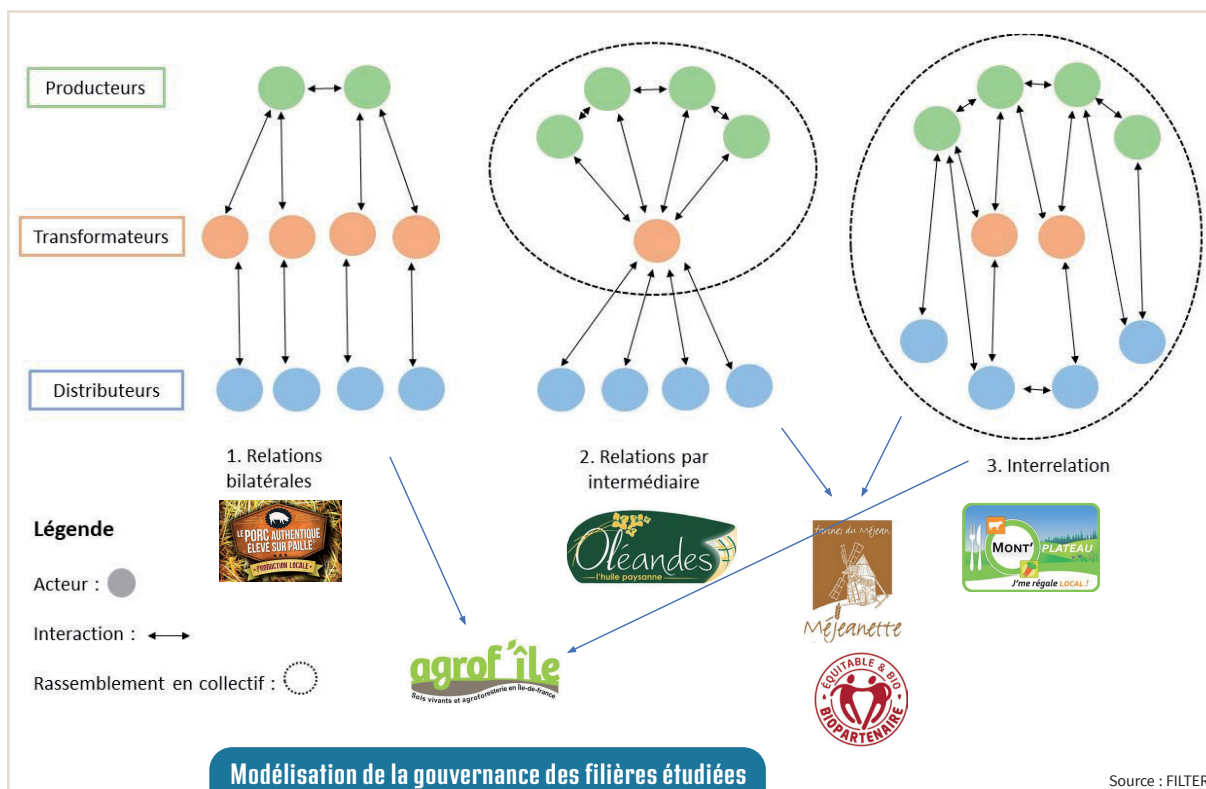 Producteurs
Transformateurs
Distributeurs
1. Relations
bilatérales
2. Relations par
intermédiaire
3. Interrelation
Légende
Acteur :
Interaction :
Rassemblement en collectif :
LE PORC AUTHENTIQUE
ÉLEVÉ SUR PAILLE
PRODUCTION LOCALE
Oléandes
l'huile paysanne
farines du Méjean
Méjeanette
MONT' PLATEAU
J'me régale LOCAL !
agrof'île
Sols vivants et agroforesterie en Île-de-france
ÉQUITABLE & BIO
BIOPARTENAIRE
Modélisation de la gouvernance des filières étudiées
Source : FILTER